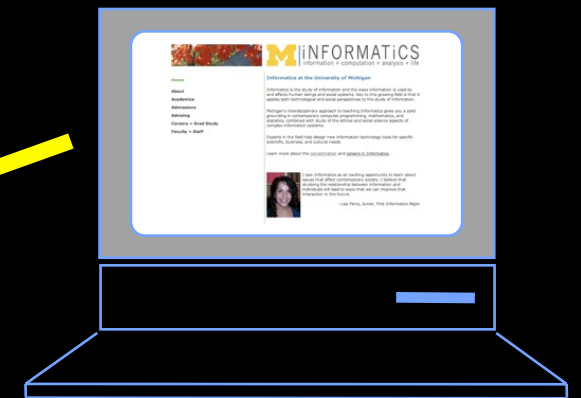 M iNFORMATiCS
information + computation + analysis + life
Home
About
Academics
Admissions
Advising
Careers + Grad Study
Faculty + Staff
Informatics at the University of Michigan
Informatics is the study of information and the ways information is used by
and affects human beings and social systems. Key to this growing field is that it
applies both technological and social perspectives to the study of information.
Michigan's interdisciplinary approach to teaching Informatics gives you a solid
grounding in contemporary computer programming, mathematics, and
statistics, combined with study of the ethical and social science aspects of
complex information systems.
Experts in the field help design new information technology tools for specific
scientific, business, and cultural needs.
Learn more about the concentration and careers in Informatics.
I see Informatics as an exciting opportunity to learn about
issues that affect contemporary society. I believe that
studying the relationship between information and
individuals will lead to ways that we can improve that
interaction in the future.
- Lisa Ferro, Junior, First Informatics Major